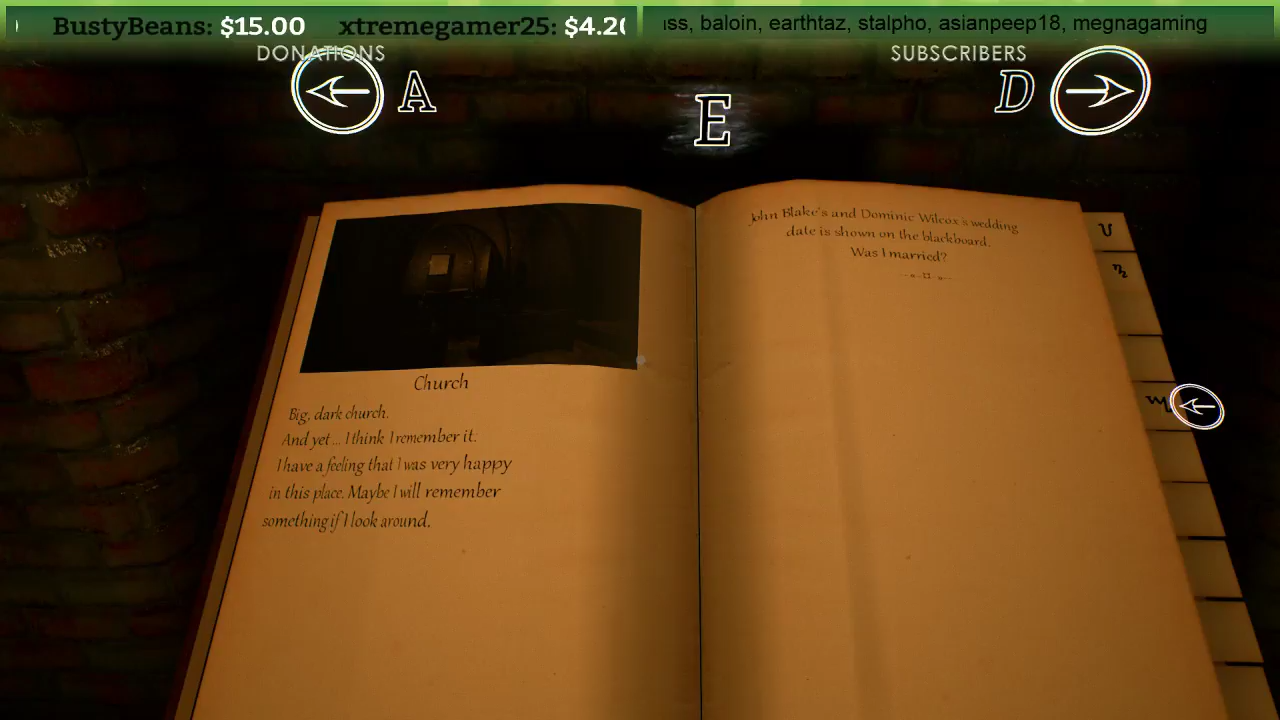 BustyBeans: $15.00 xtremegamer25: $4.20
uss, baloin, earthtaz, stalpho, asianpeep18, megnagaming
DONATIONS
SUBSCRIBERS
A
E
D
John Blake's and Dominic Wilcox's wedding
date is shown on the blackboard.
Was I married?
Church
Big, dark church.
And yet ... I think I remember it.
I have a feeling that I was very happy
in this place. Maybe I will remember
something if I look around.